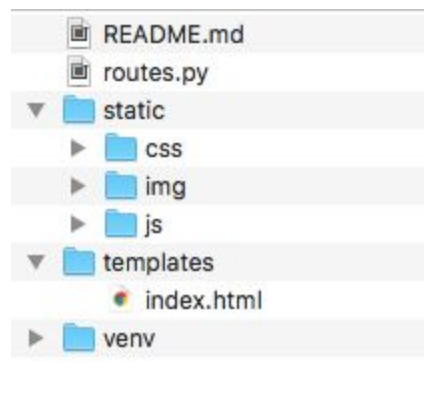 README.md
routes.py
static
css
img
js
templates
index.html
venv